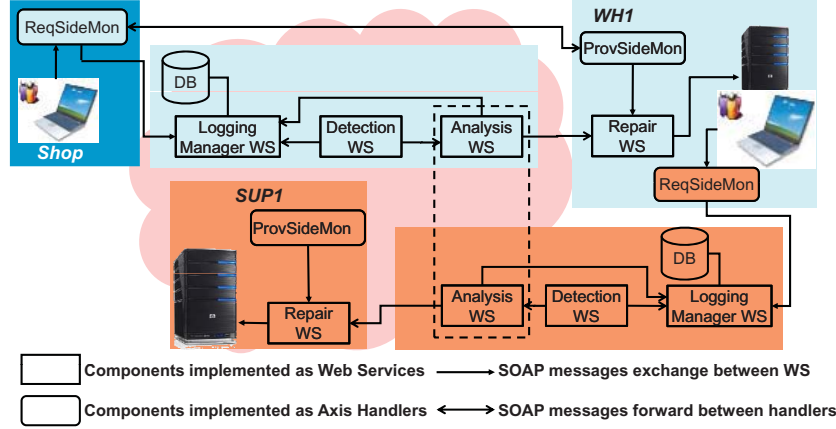 ReqSideMon
WH1
ProvSideMon
DB
Logging
Manager WS
Detection
WS
Analysis
WS
Repair
WS
Shop
ReqSideMon
SUP1
ProvSideMon
DB
Repair
WS
Analysis
WS
Detection
WS
Logging
Manager WS
Components implemented as Web Services
SOAP messages exchange between WS
Components implemented as Axis Handlers
SOAP messages forward between handlers